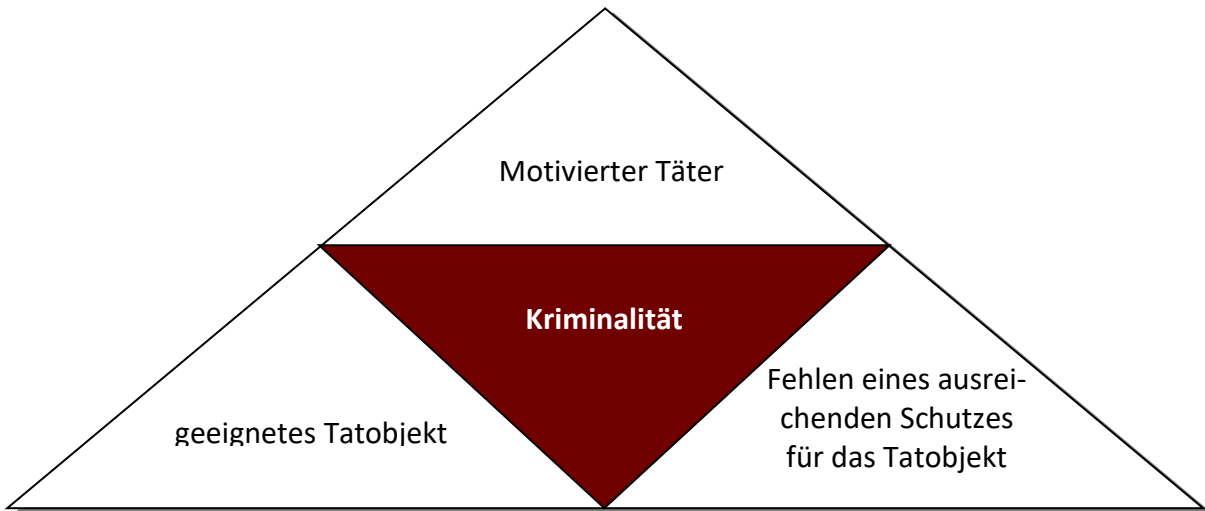 Motivierter Täter
Kriminalität
geeignetes Tatobjekt
Fehlen eines ausrei-
chenden Schutzes
für das Tatobjekt